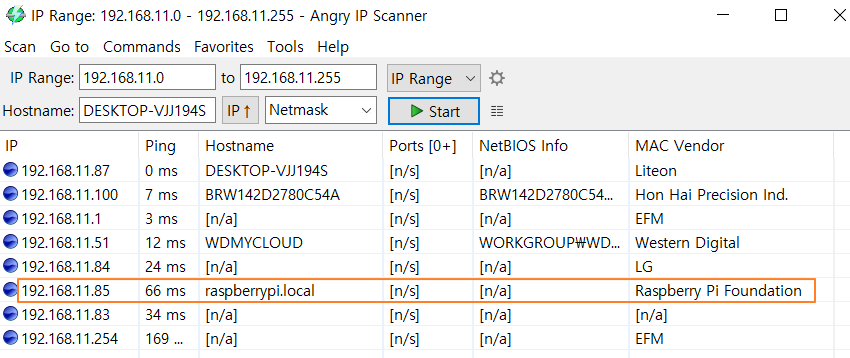 IP Range: 192.168.11.0 - 192.168.11.255 - Angry IP Scanner
Scan Go to Commands Favorites Tools Help
IP Range: 192.168.11.0 to 192.168.11.255 IP Range
Hostname: DESKTOP-VJJ194S IP↑ Netmask Start
IP Ping Hostname Ports [0+] NetBIOS Info MAC Vendor
192.168.11.87 0 ms DESKTOP-VJJ194S [n/s] [n/a] Liteon
192.168.11.100 7 ms BRW142D2780C54A [n/s] BRW142D2780C54... Hon Hai Precision Ind.
192.168.11.1 3 ms [n/a] [n/s] [n/a] EFM
192.168.11.51 12 ms WDMYCLOUD [n/s] WORKGROUP₩WD... Western Digital
192.168.11.84 24 ms [n/a] [n/s] [n/a] LG
192.168.11.85 66 ms raspberrypi.local [n/s] [n/a] Raspberry Pi Foundation
192.168.11.83 34 ms [n/a] [n/s] [n/a] [n/a]
192.168.11.254 169 ... [n/a] [n/s] [n/a] EFM